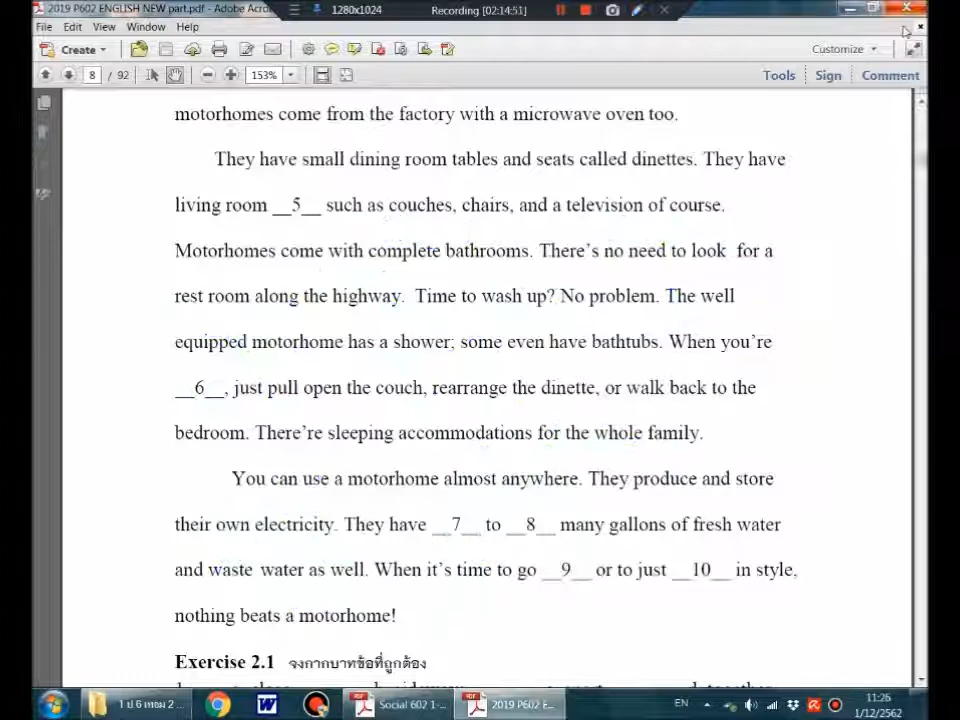 2019 P602 ENGLISH NEW part.pdf - Adobe Acro
1280x1024
Recording [02:14:51]
File Edit View Window Help
Create
Customize
8 / 92
153%
Tools Sign Comment
motorhomes come from the factory with a microwave oven too.
They have small dining room tables and seats called dinettes. They have
living room __5__ such as couches, chairs, and a television of course.
Motorhomes come with complete bathrooms. There's no need to look for a
rest room along the highway. Time to wash up? No problem. The well
equipped motorhome has a shower; some even have bathtubs. When you're
__6__, just pull open the couch, rearrange the dinette, or walk back to the
bedroom. There're sleeping accommodations for the whole family.
You can use a motorhome almost anywhere. They produce and store
their own electricity. They have __7__ to __8__ many gallons of fresh water
and waste water as well. When it's time to go __9__ or to just __10__ in style,
nothing beats a motorhome!
Exercise 2.1 จงกากบาทข้อที่ถูกต้อง
1 ป 6 เทอม 2 ...
Social 602 1-...
2019 P602 E...
EN
11:26
1/12/2562